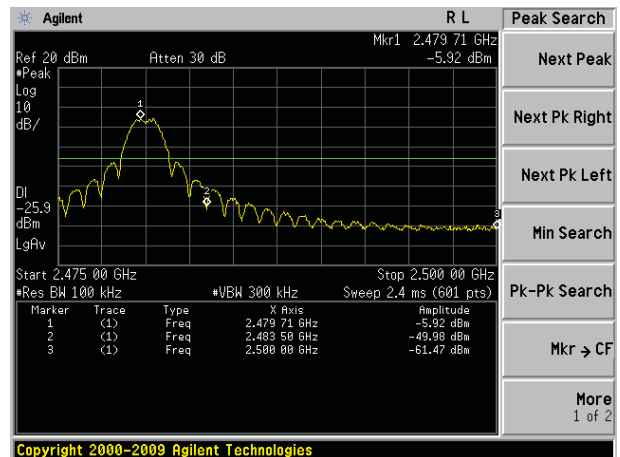 Agilent R L Peak Search
Mkr1 2.479 71 GHz
Ref 20 dBm Atten 30 dB -5.92 dBm
#Peak
Log
10
dB/
1
2
3
DI
-25.9
dBm
LgAv
Start 2.475 00 GHz Stop 2.500 00 GHz
#Res BW 100 kHz #VBW 300 kHz Sweep 2.4 ms (601 pts)
Marker Trace Type X Axis Amplitude
1 (1) Freq 2.479 71 GHz -5.92 dBm
2 (1) Freq 2.483 50 GHz -49.98 dBm
3 (1) Freq 2.500 00 GHz -61.47 dBm
Next Peak
Next Pk Right
Next Pk Left
Min Search
Pk-Pk Search
Mkr → CF
More
1 of 2
Copyright 2000-2009 Agilent Technologies